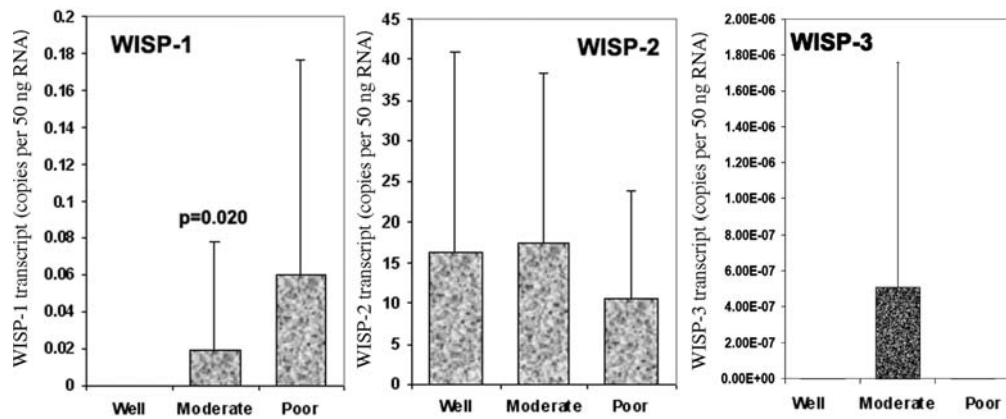 WISP-1 transcript (copies per 50 ng RNA)
0.2
0.18
0.16
0.14
0.12
0.1
0.08
0.06
0.04
0.02
0
WISP-1
p=0.020
Well Moderate Poor
WISP-2 transcript (copies per 50 ng RNA)
45
40
35
30
25
20
15
10
5
0
WISP-2
Well Moderate Poor
WISP-3 transcript (copies per 50 ng RNA)
2.00E-06
1.80E-06
1.60E-06
1.40E-06
1.20E-06
1.00E-06
8.00E-07
6.00E-07
4.00E-07
2.00E-07
0.00E+00
WISP-3
Well Moderate Poor